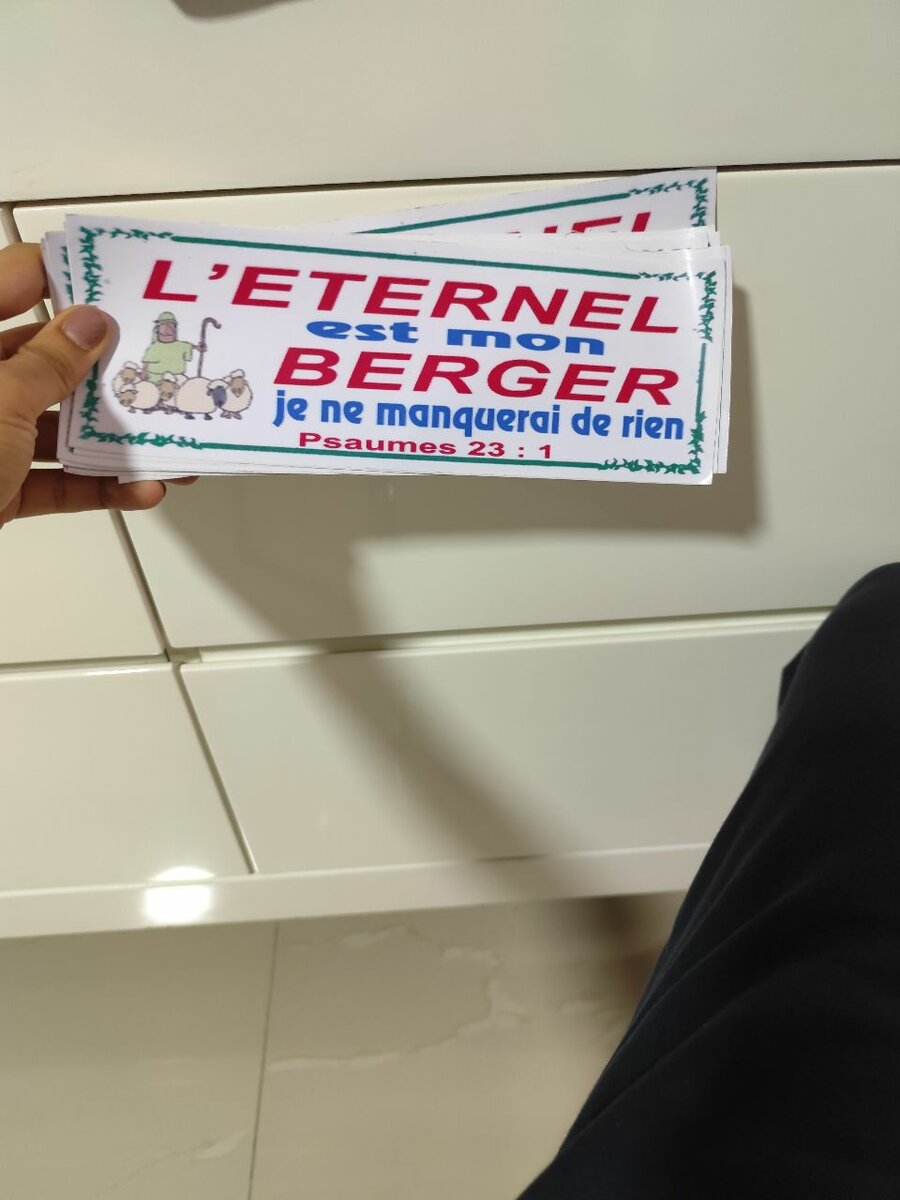 L'ETERNEL
est mon
BERGER
je ne manquerai de rien
Psaumes 23 : 1